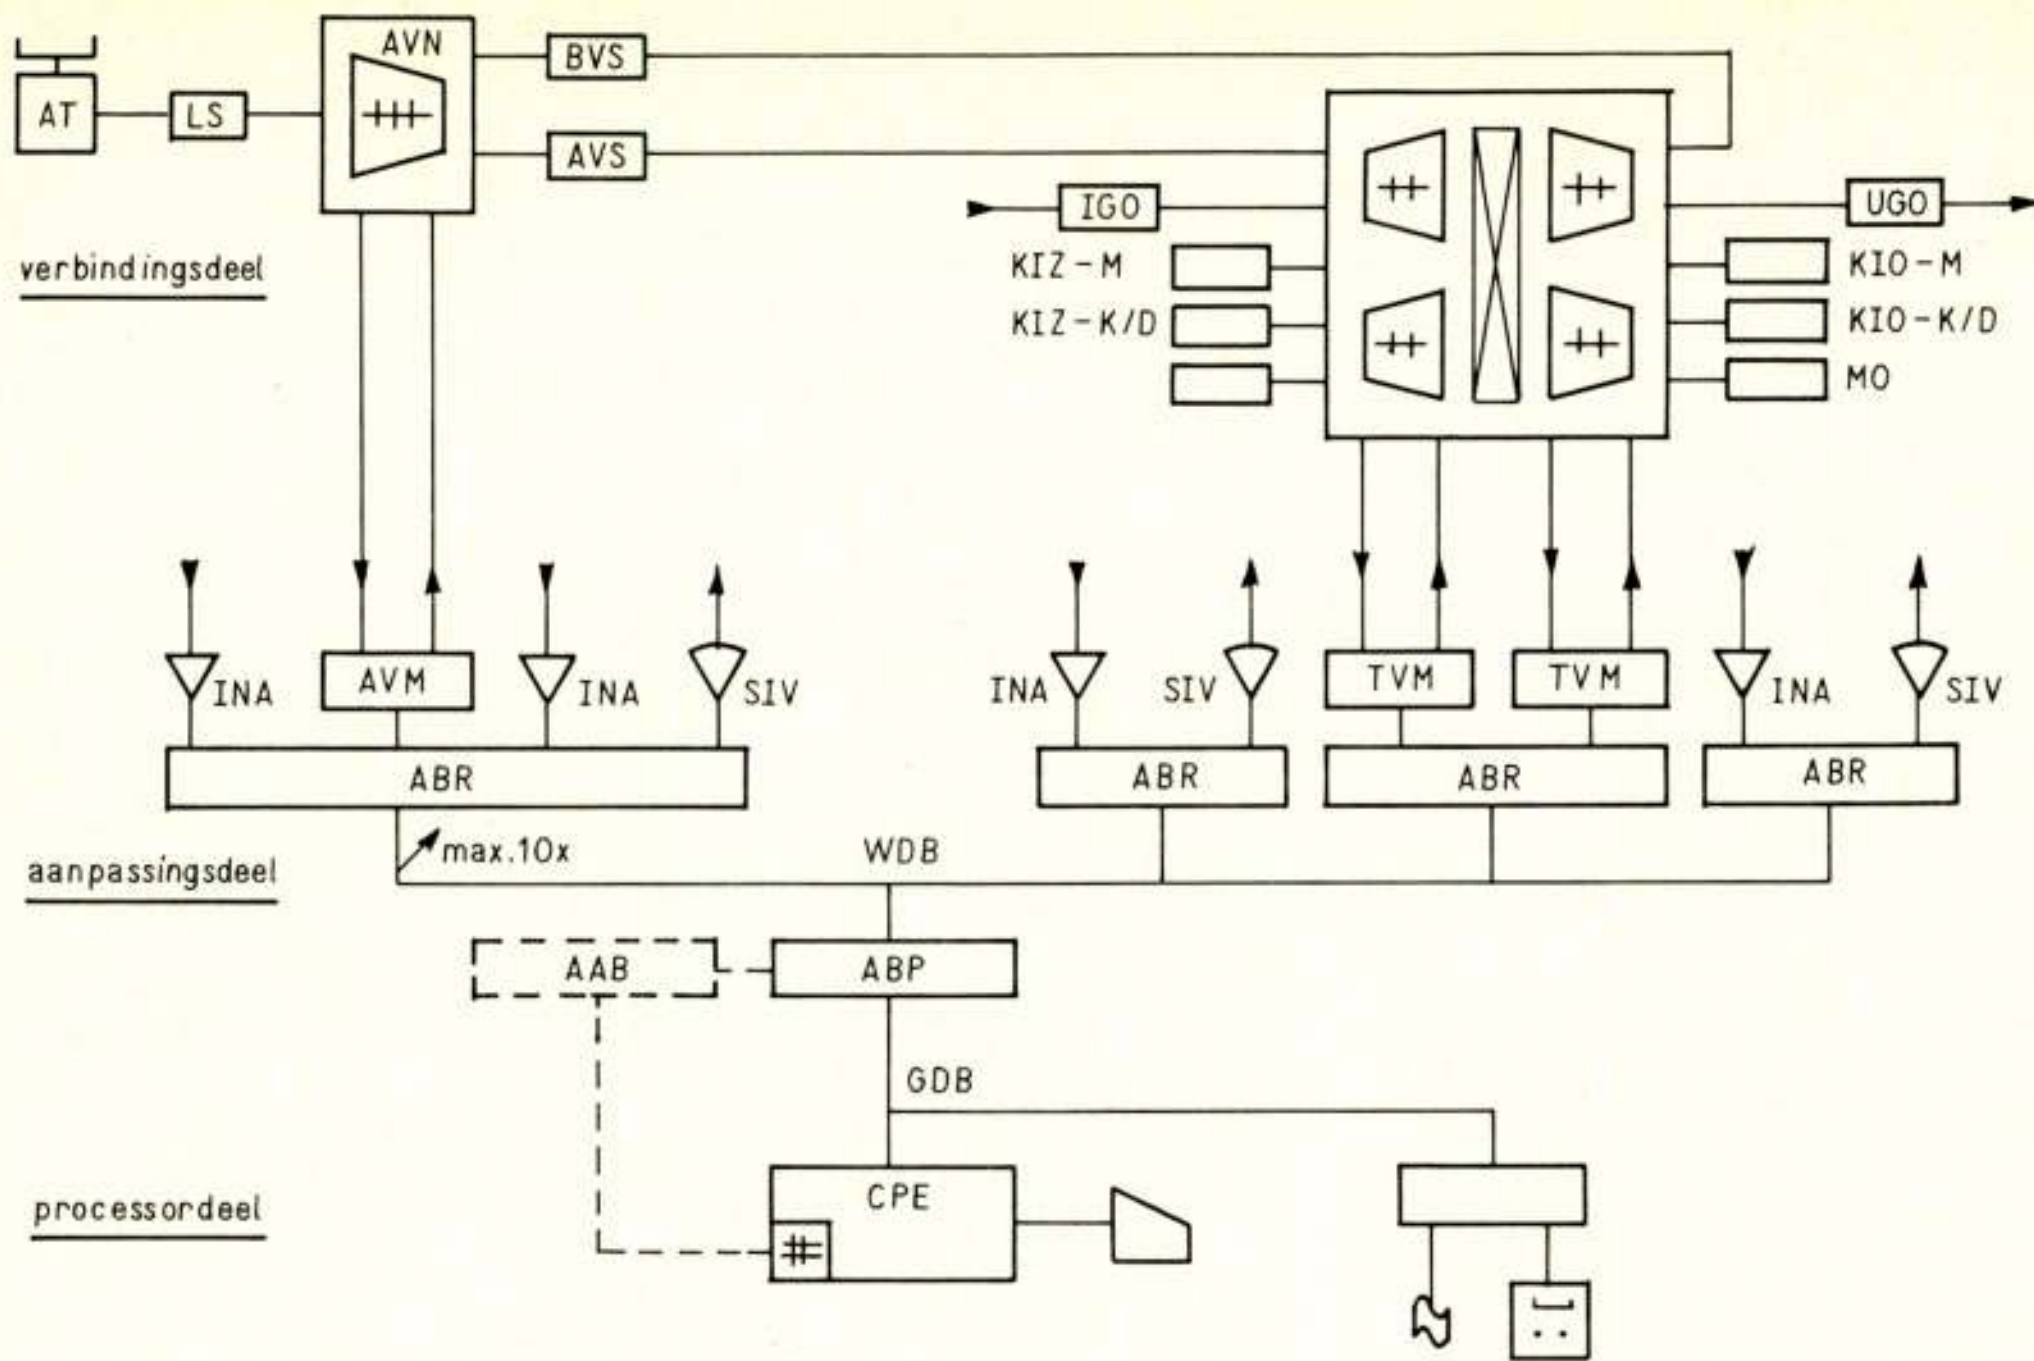 AVN
BVS
AT
LS
AVS
IGO
UGO
verbindingsdeel
KIZ-M
KIO-M
KIZ-K/D
KIO-K/D
MO
INA
AVM
INA
SIV
INA
SIV
TVM
TVM
INA
SIV
ABR
ABR
ABR
ABR
max.10x
WDB
aanpassingsdeel
AAB
ABP
GDB
processordeel
CPE